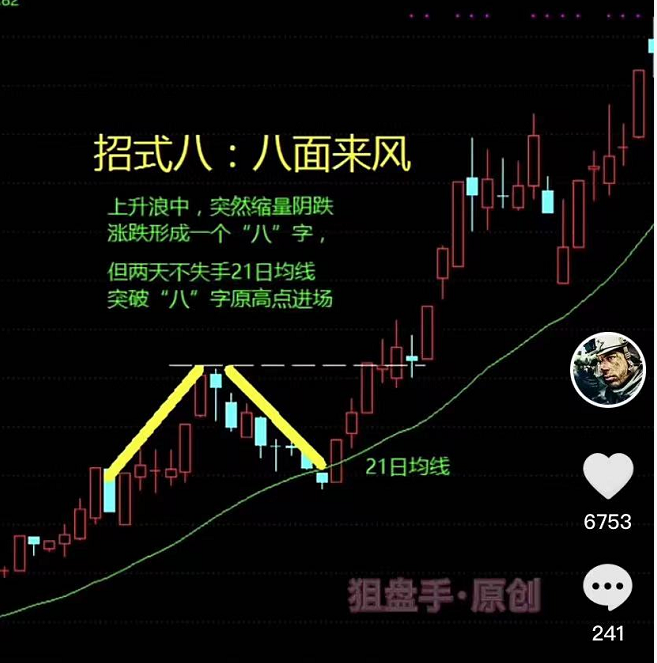 .82
招式八：八面来风
上升浪中，突然缩量阴跌
涨跌形成一个“八”字，
但两天不失手21日均线
突破“八”字原高点进场
21日均线
狙盘手·原创
6753
241